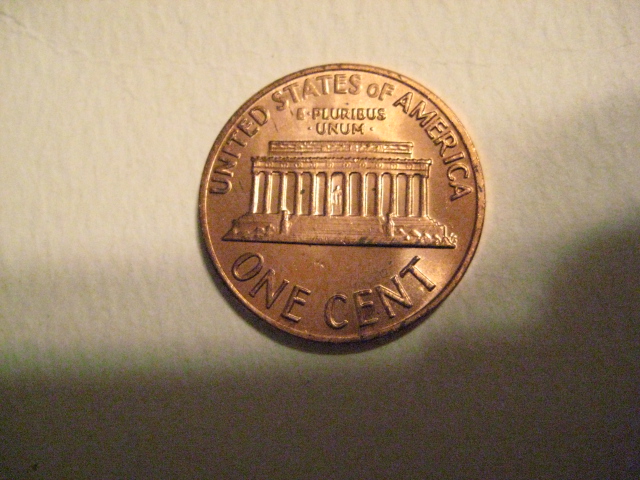 UNITED STATES OF AMERICA
E·PLURIBUS
·UNUM·
ONE CENT